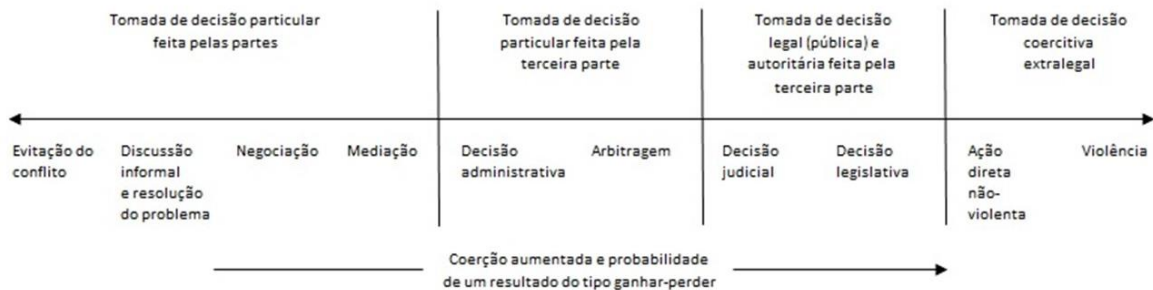 Tomada de decisão particular
feita pelas partes
Tomada de decisão
particular feita pela
terceira parte
Tomada de decisão
legal (pública) e
autoritária feita pela
terceira parte
Tomada de decisão
coercitiva
extralegal
Evitação do
conflito
Discussão
informal
e resolução
do problema
Negociação
Mediação
Decisão
administrativa
Arbitragem
Decisão
judicial
Decisão
legislativa
Ação
direta
não-
violenta
Violência
Coerção aumentada e probabilidade
de um resultado do tipo ganhar-perder